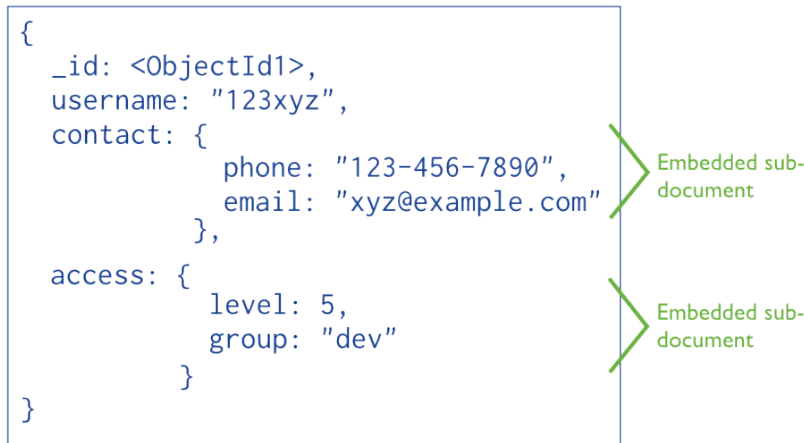 {
_id: <ObjectId1>,
username: "123xyz",
contact: {
phone: "123-456-7890",
email: "xyz@example.com"
},
access: {
level: 5,
group: "dev"
}
}
Embedded sub-
document
Embedded sub-
document